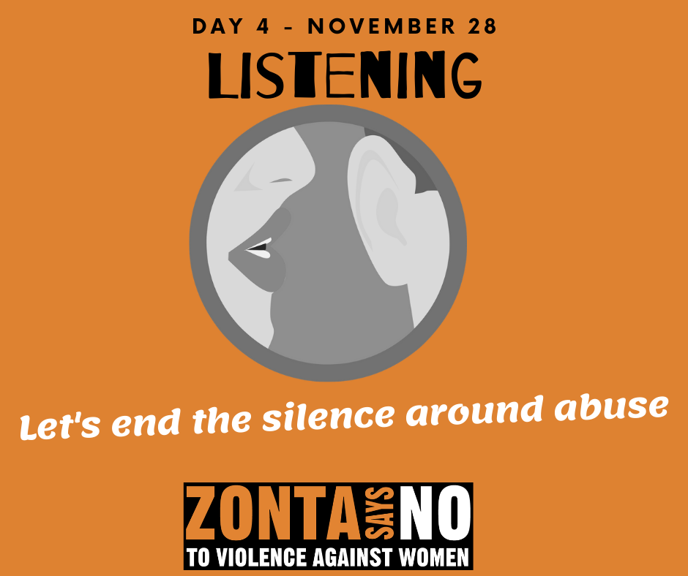 DAY 4 - NOVEMBER 28
LISTENING
Let's end the silence around abuse
ZONTA SAYS NO
TO VIOLENCE AGAINST WOMEN